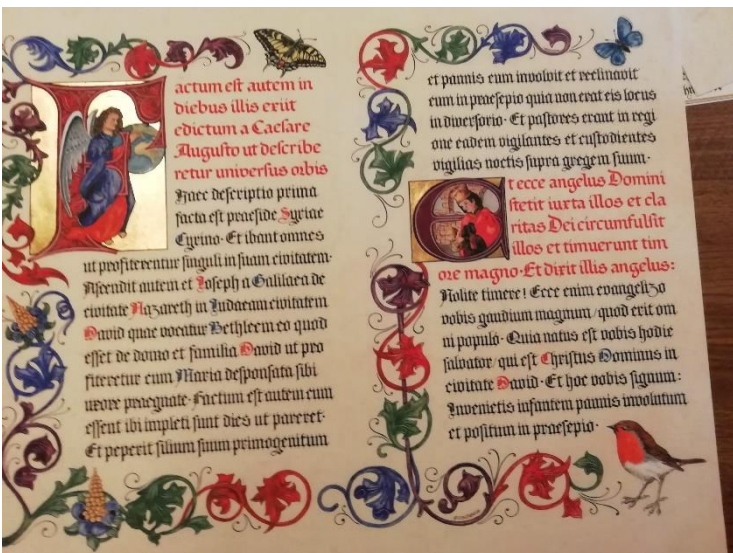 Factum est autem in
diebus illis exiit
edictum a Caesare
Augusto ut describe
retur universus orbis
Haec descriptio prima
facta est praeside Syriae
Cyrino· Et ibant omnes
ut profiterentur singuli in suam civitatem·
Ascendit autem et Joseph a Galilaea de
civitate Nazareth in Judaeam civitatem
David quae vocatur Bethleem eo quod
esset de domo et familia David ut pro
fiteretur cum Maria desponsata sibi
uxore praegnate· Factum est autem cum
essent ibi impleti sunt dies ut pareret·
Et peperit filium suum primogenitum
et pannis eum involvit et reclinavit
eum in praesepio quia non erat eis locus
in diversorio· Et pastores erant in regi
one eadem vigilantes et custodientes
vigilias noctis supra gregem suum·
Et ecce angelus Domini
stetit iuxta illos et cla
ritas Dei circumfulsit
illos et timuerunt tim
ore magno· Et dixit illis angelus:
Nolite timere! Ecce enim evangelizo
vobis gaudium magnum/quod erit om
ni populo· Quia natus est vobis hodie
salvator/qui est Christus Dominus in
civitate David· Et hoc vobis signum:
Invenietis infantem pannis involutum
et positum in praesepio·